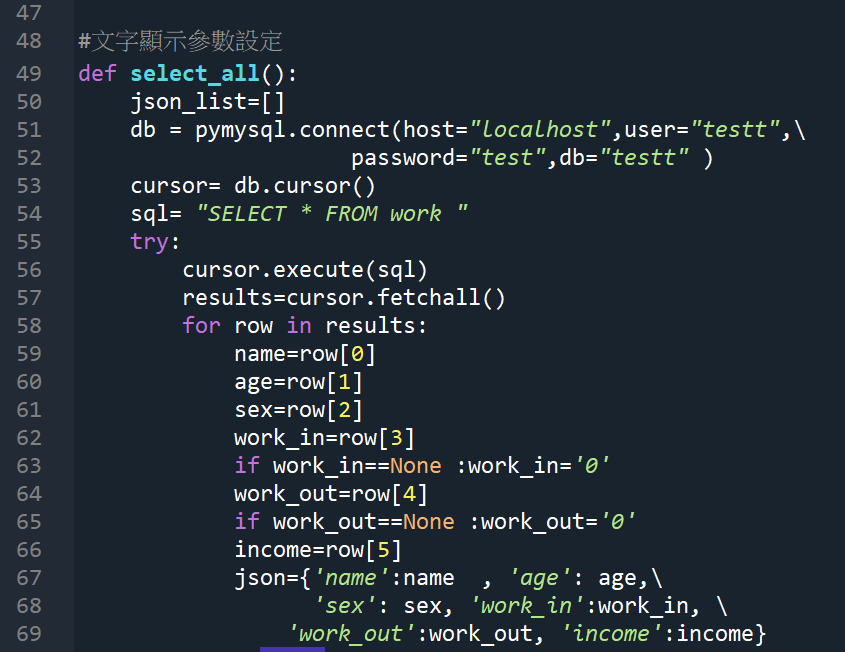 47
48 #文字顯示參數設定
49 def select_all():
50     json_list=[]
51     db = pymysql.connect(host="localhost",user="testt",\
52                      password="test",db="testt" )
53     cursor= db.cursor()
54     sql= "SELECT * FROM work "
55     try:
56         cursor.execute(sql)
57         results=cursor.fetchall()
58         for row in results:
59             name=row[0]
60             age=row[1]
61             sex=row[2]
62             work_in=row[3]
63             if work_in==None :work_in='0'
64             work_out=row[4]
65             if work_out==None :work_out='0'
66             income=row[5]
67             json={'name':name  , 'age': age,\
68                   'sex': sex, 'work_in':work_in, \
69                 'work_out':work_out, 'income':income}